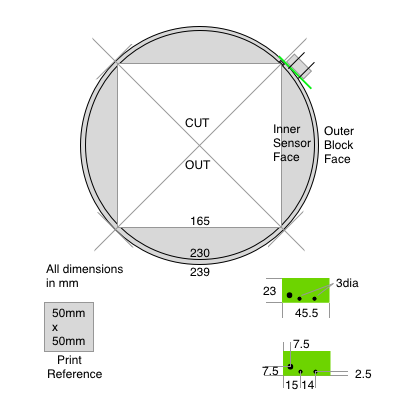 CUT
OUT
Inner
Sensor
Face
Outer
Block
Face
165
230
239
All dimensions
in mm
50mm
x
50mm
Print
Reference
3dia
23
45.5
7.5
7.5
2.5
15 14